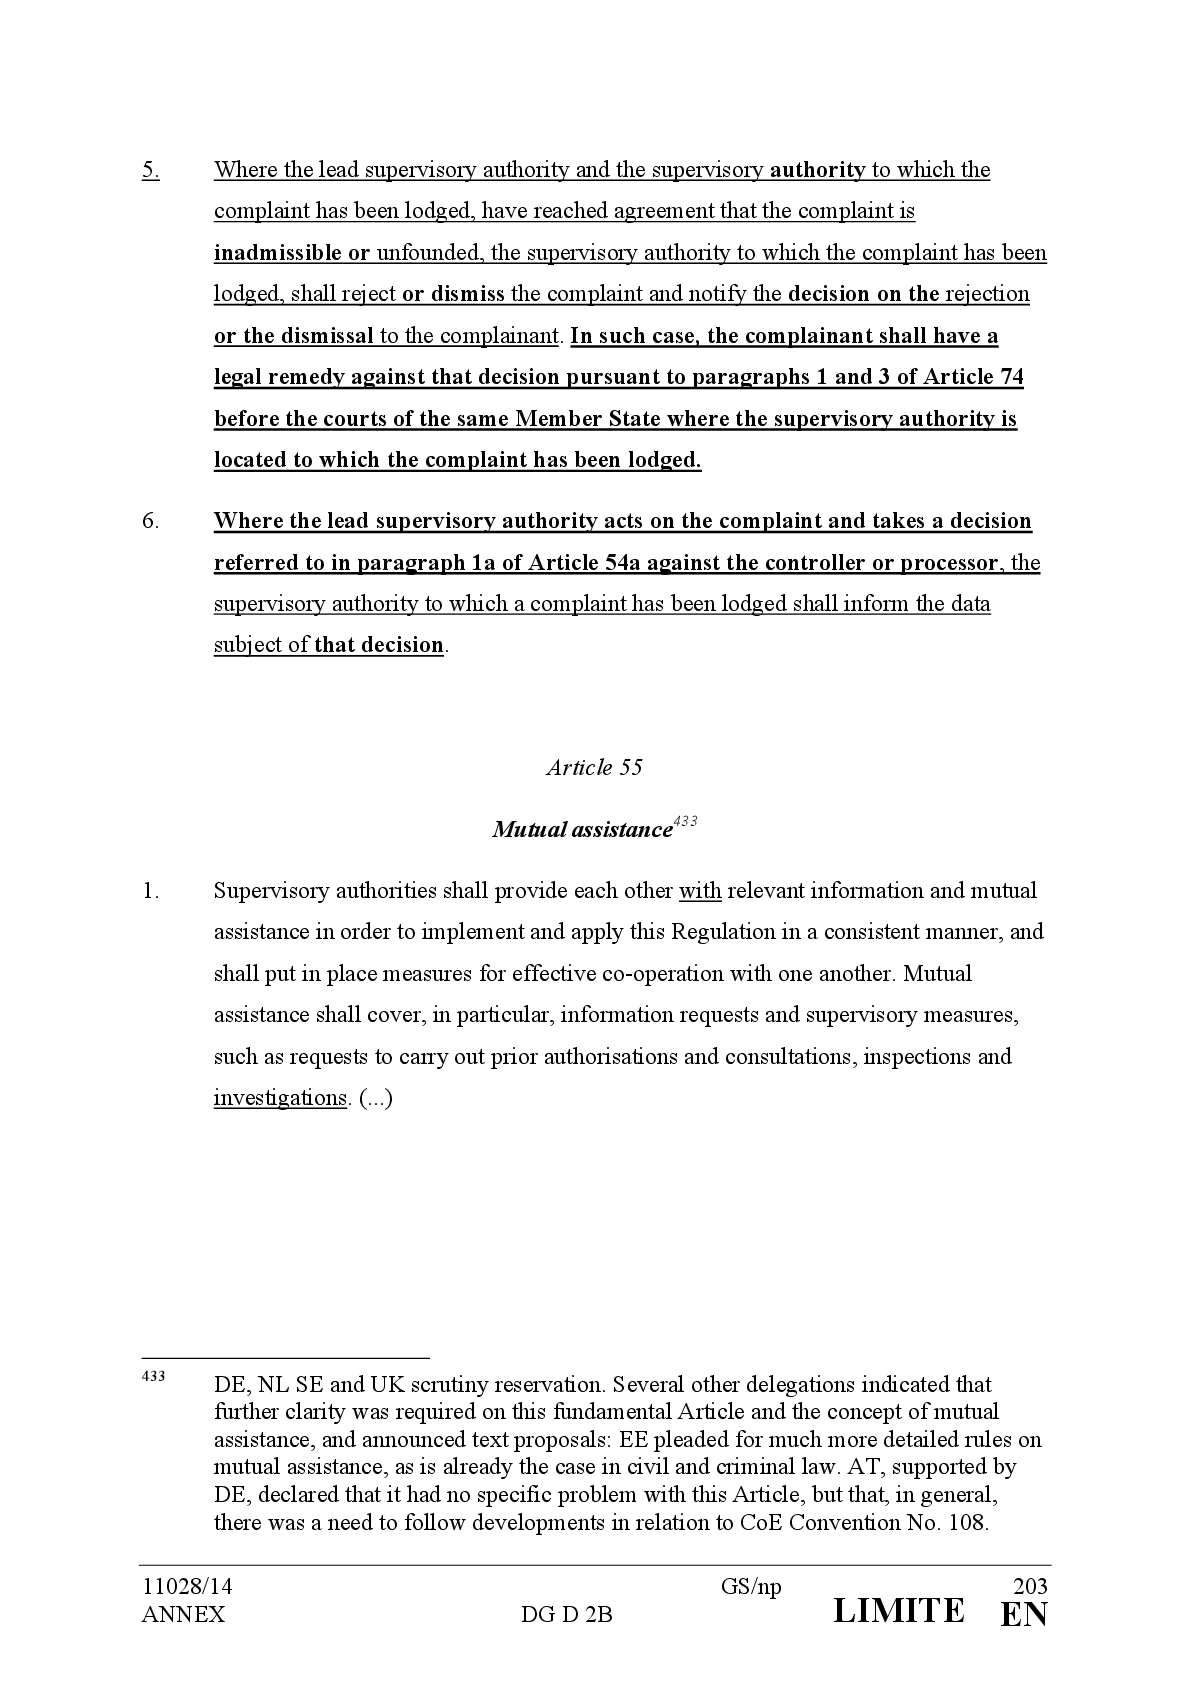 5. Where the lead supervisory authority and the supervisory authority to which the
complaint has been lodged, have reached agreement that the complaint is
inadmissible or unfounded, the supervisory authority to which the complaint has been
lodged, shall reject or dismiss the complaint and notify the decision on the rejection
or the dismissal to the complainant. In such case, the complainant shall have a
legal remedy against that decision pursuant to paragraphs 1 and 3 of Article 74
before the courts of the same Member State where the supervisory authority is
located to which the complaint has been lodged.
6. Where the lead supervisory authority acts on the complaint and takes a decision
referred to in paragraph 1a of Article 54a against the controller or processor, the
supervisory authority to which a complaint has been lodged shall inform the data
subject of that decision.
Article 55
Mutual assistance433
1. Supervisory authorities shall provide each other with relevant information and mutual
assistance in order to implement and apply this Regulation in a consistent manner, and
shall put in place measures for effective co-operation with one another. Mutual
assistance shall cover, in particular, information requests and supervisory measures,
such as requests to carry out prior authorisations and consultations, inspections and
investigations. (...)
433 DE, NL SE and UK scrutiny reservation. Several other delegations indicated that
further clarity was required on this fundamental Article and the concept of mutual
assistance, and announced text proposals: EE pleaded for much more detailed rules on
mutual assistance, as is already the case in civil and criminal law. AT, supported by
DE, declared that it had no specific problem with this Article, but that, in general,
there was a need to follow developments in relation to CoE Convention No. 108.
11028/14 GS/np 203
ANNEX DG D 2B LIMITE EN